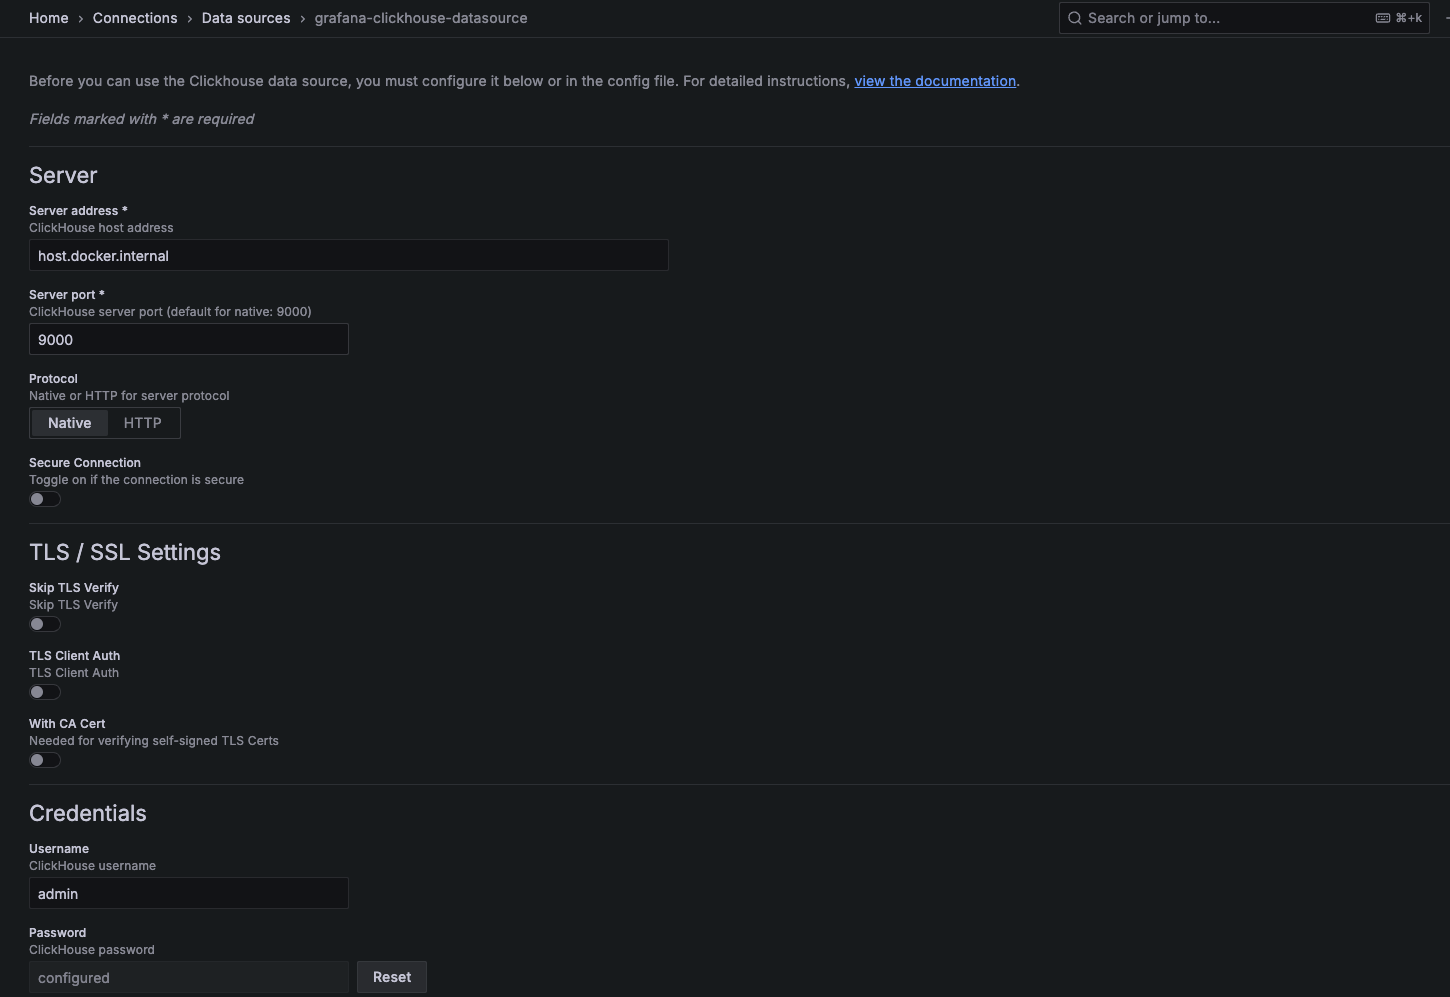 Home › Connections › Data sources › grafana-clickhouse-datasource
Search or jump to... ⌘+k
Before you can use the Clickhouse data source, you must configure it below or in the config file. For detailed instructions, view the documentation.
Fields marked with * are required
Server
Server address *
ClickHouse host address
host.docker.internal
Server port *
ClickHouse server port (default for native: 9000)
9000
Protocol
Native or HTTP for server protocol
Native HTTP
Secure Connection
Toggle on if the connection is secure
TLS / SSL Settings
Skip TLS Verify
Skip TLS Verify
TLS Client Auth
TLS Client Auth
With CA Cert
Needed for verifying self-signed TLS Certs
Credentials
Username
ClickHouse username
admin
Password
ClickHouse password
configured Reset